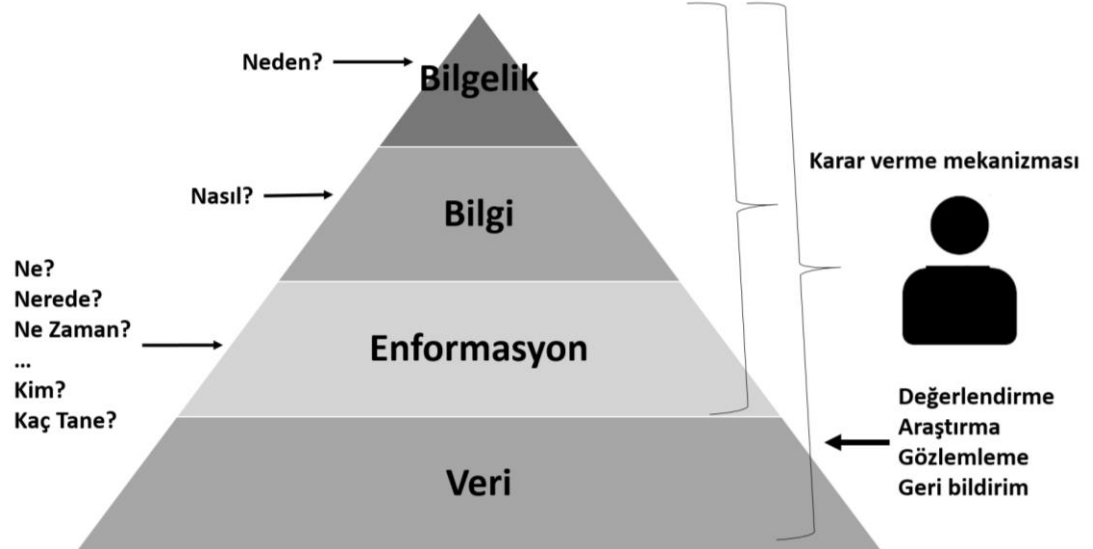 Neden?
Bilgelik
Karar verme mekanizması
Nasıl?
Bilgi
Ne?
Nerede?
Ne Zaman?
...
Kim?
Kaç Tane?
Enformasyon
Değerlendirme
Araştırma
Gözlemleme
Geri bildirim
Veri